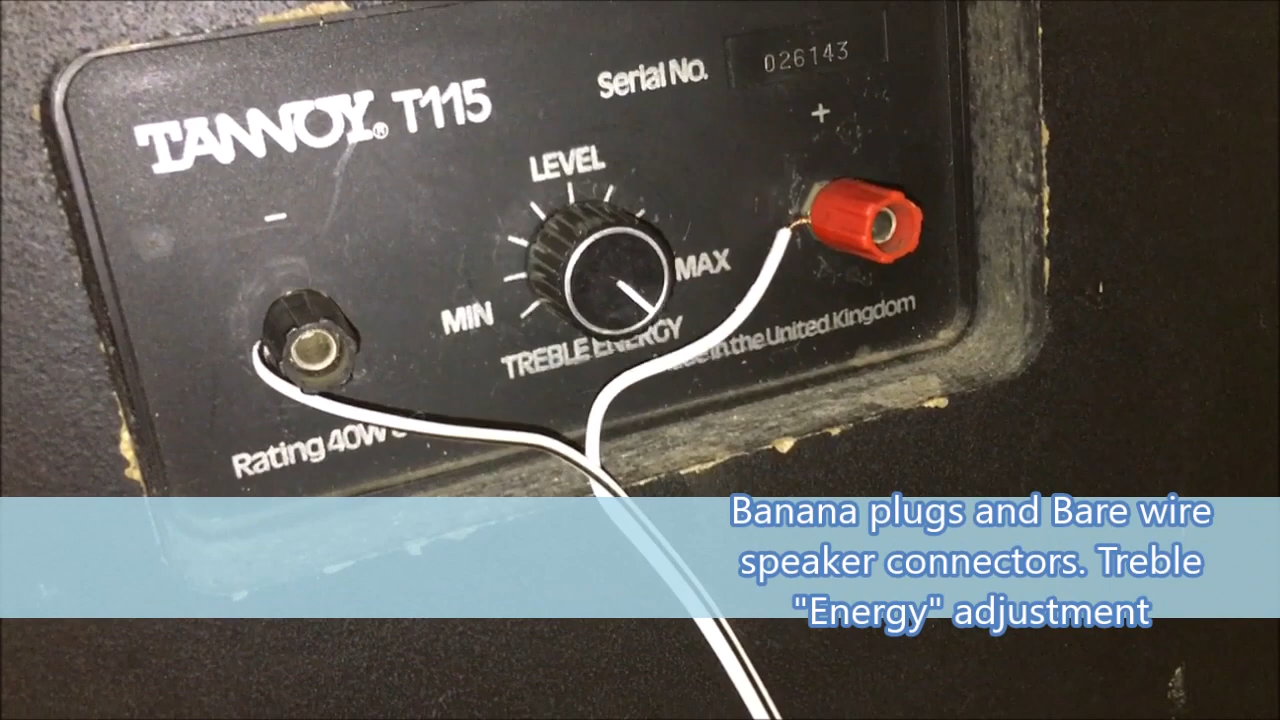 TANNOY® T115
Serial No. 026143
+
LEVEL
-
MIN
MAX
TREBLE ENERGY
in the United Kingdom
Rating 40W
Banana plugs and Bare wire
speaker connectors. Treble
"Energy" adjustment